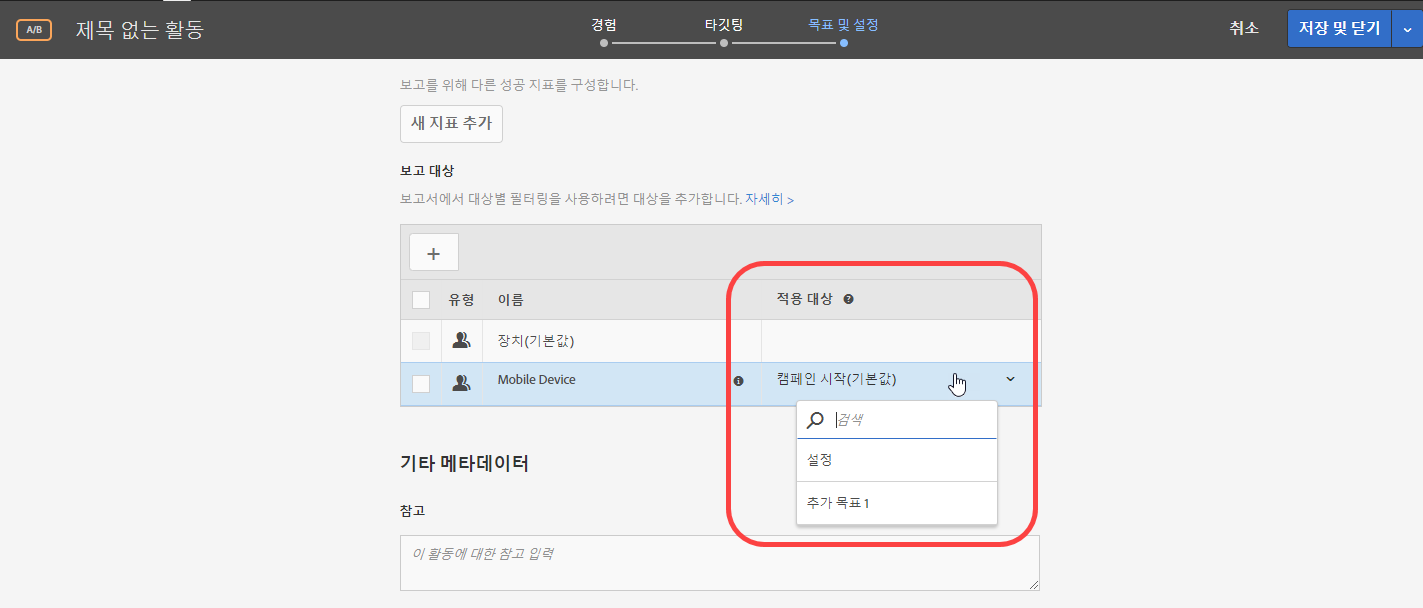 A/B 제목 없는 활동
경험 타깃팅 목표 및 설정
취소 저장 및 닫기
보고를 위해 다른 성공 지표를 구성합니다.
새 지표 추가
보고 대상
보고서에서 대상별 필터링을 사용하려면 대상을 추가합니다. 자세히 >
+
유형 이름 적용 대상 ?
장치(기본값)
Mobile Device i 캠페인 시작(기본값)
검색
설정
추가 목표 1
기타 메타데이터
참고
이 활동에 대한 참고 입력